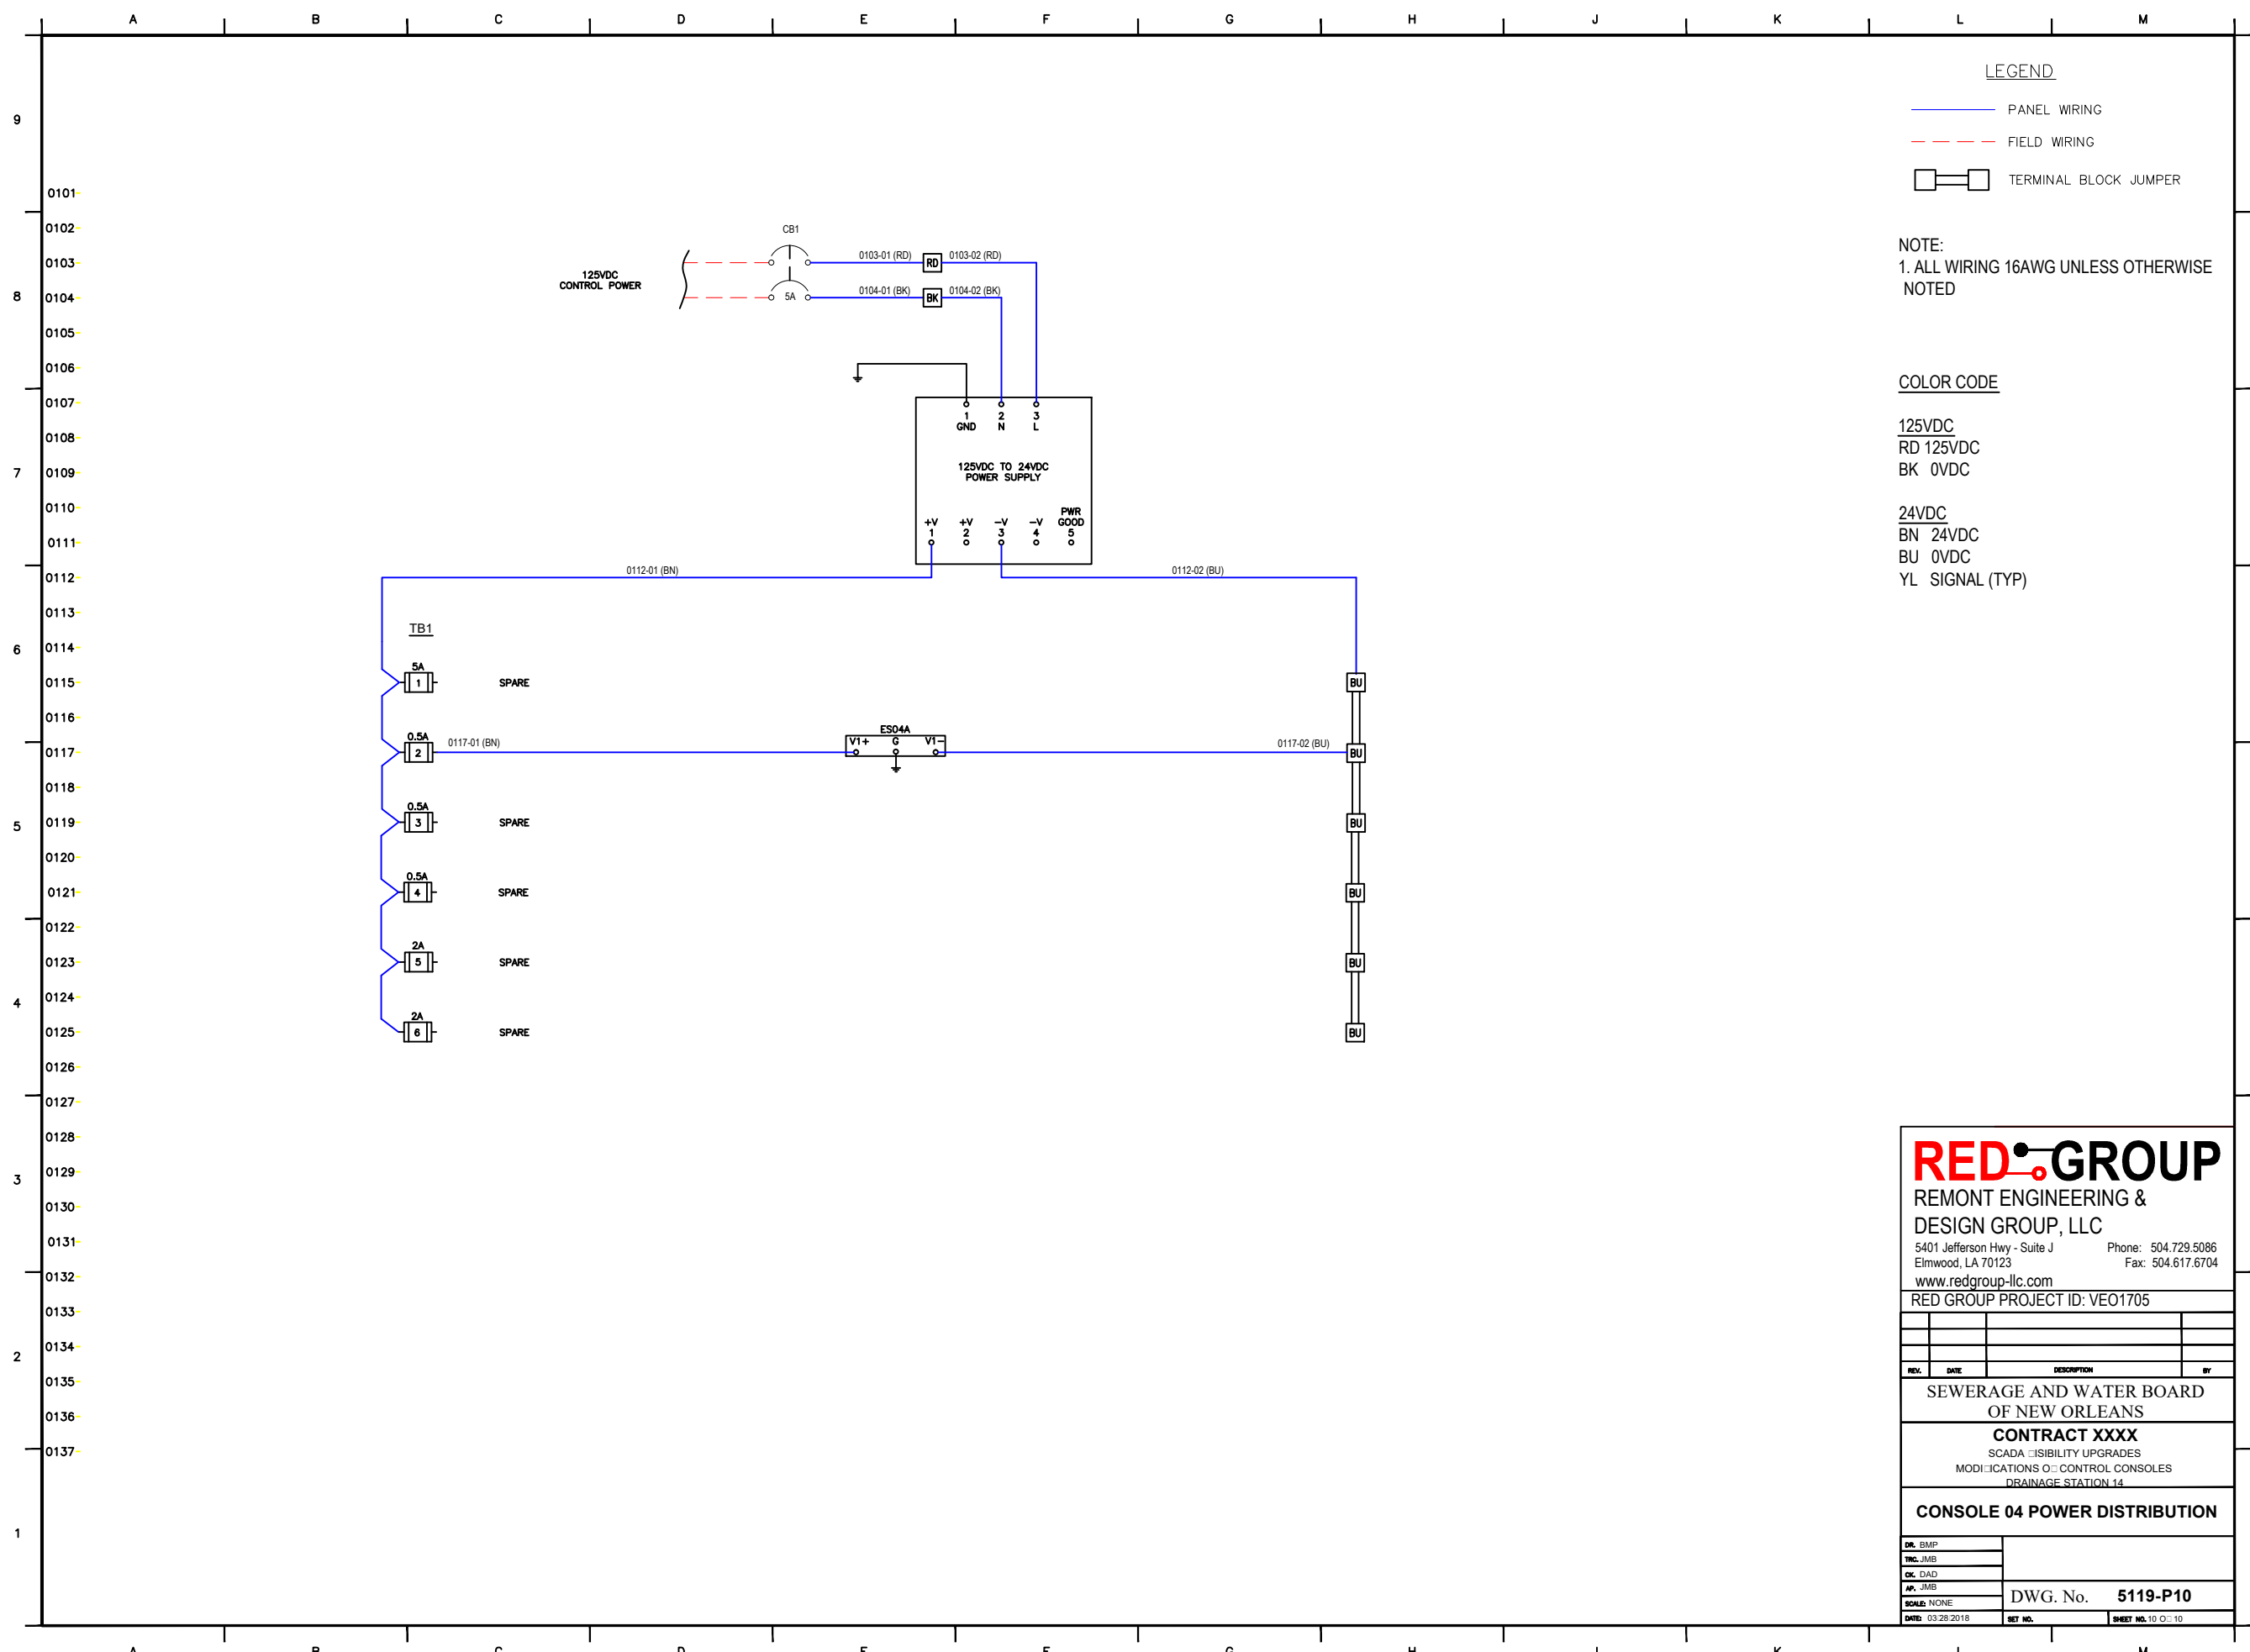 A B C D E F G H J K L M
9
8
7
6
5
4
3
2
1
0101
0102
0103
0104
0105
0106
0107
0108
0109
0110
0111
0112
0113
0114
0115
0116
0117
0118
0119
0120
0121
0122
0123
0124
0125
0126
0127
0128
0129
0130
0131
0132
0133
0134
0135
0136
0137
125VDC
CONTROL POWER
CB1
5A
0103-01 (RD) RD 0103-02 (RD)
0104-01 (BK) BK 0104-02 (BK)
1 2 3
GND N L
125VDC TO 24VDC
POWER SUPPLY
PWR
+V +V -V -V GOOD
1 2 3 4 5
0112-01 (BN)
0112-02 (BU)
TB1
5A
1 SPARE BU
0.5A
2 0117-01 (BN)
ES04A
V1+ G V1-
0117-02 (BU) BU
0.5A
3 SPARE BU
0.5A
4 SPARE BU
2A
5 SPARE BU
2A
6 SPARE BU
LEGEND
PANEL WIRING
FIELD WIRING
TERMINAL BLOCK JUMPER
NOTE:
1. ALL WIRING 16AWG UNLESS OTHERWISE
NOTED
COLOR CODE
125VDC
RD 125VDC
BK 0VDC
24VDC
BN 24VDC
BU 0VDC
YL SIGNAL (TYP)
RED GROUP
REMONT ENGINEERING &
DESIGN GROUP, LLC
5401 Jefferson Hwy - Suite J Phone: 504.729.5086
Elmwood, LA 70123 Fax: 504.617.6704
www.redgroup-llc.com
RED GROUP PROJECT ID: VEO1705
REV. DATE DESCRIPTION BY
SEWERAGE AND WATER BOARD
OF NEW ORLEANS
CONTRACT XXXX
SCADA □ISIBILITY UPGRADES
MODI□ICATIONS O□ CONTROL CONSOLES
DRAINAGE STATION 14
CONSOLE 04 POWER DISTRIBUTION
DR. BMP
TRC. JMB
CK. DAD
AP. JMB
SCALE: NONE
DATE: 03.28.2018
DWG. No. 5119-P10
SET NO. SHEET NO. 10 O□ 10
A B C D E F G H J K L M